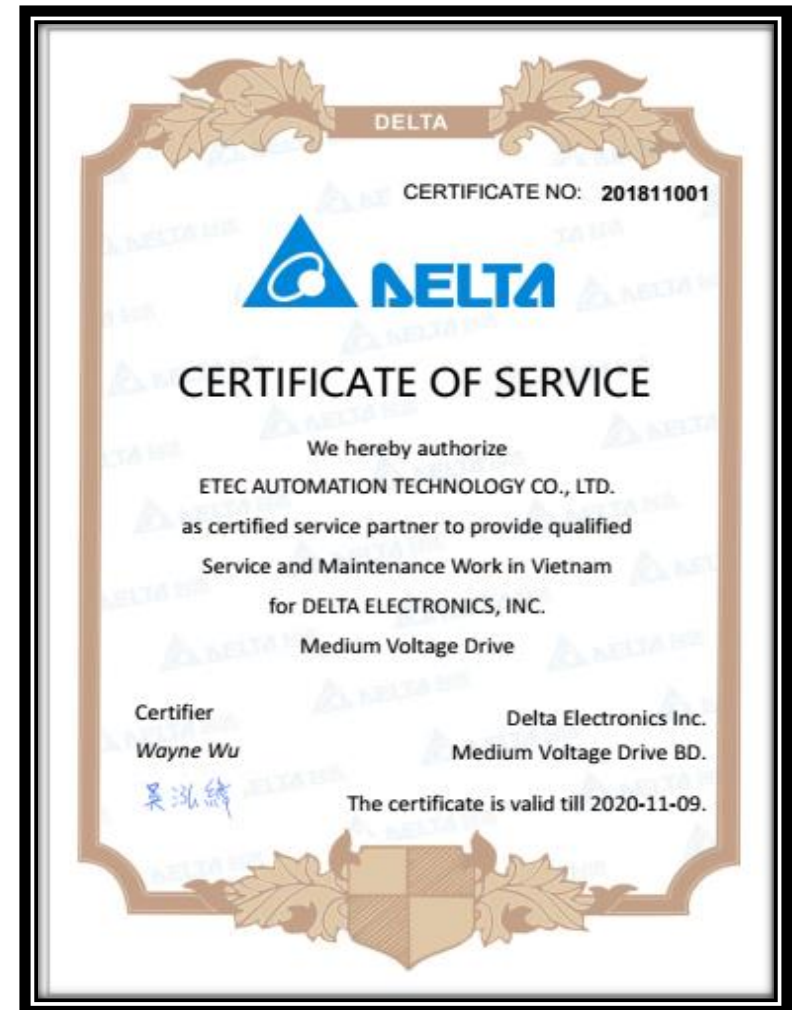 DELTA
CERTIFICATE NO: 201811001
DELTA
CERTIFICATE OF SERVICE
We hereby authorize
ETEC AUTOMATION TECHNOLOGY CO., LTD.
as certified service partner to provide qualified
Service and Maintenance Work in Vietnam
for DELTA ELECTRONICS, INC.
Medium Voltage Drive
Certifier
Wayne Wu
Delta Electronics Inc.
Medium Voltage Drive BD.
The certificate is valid till 2020-11-09.